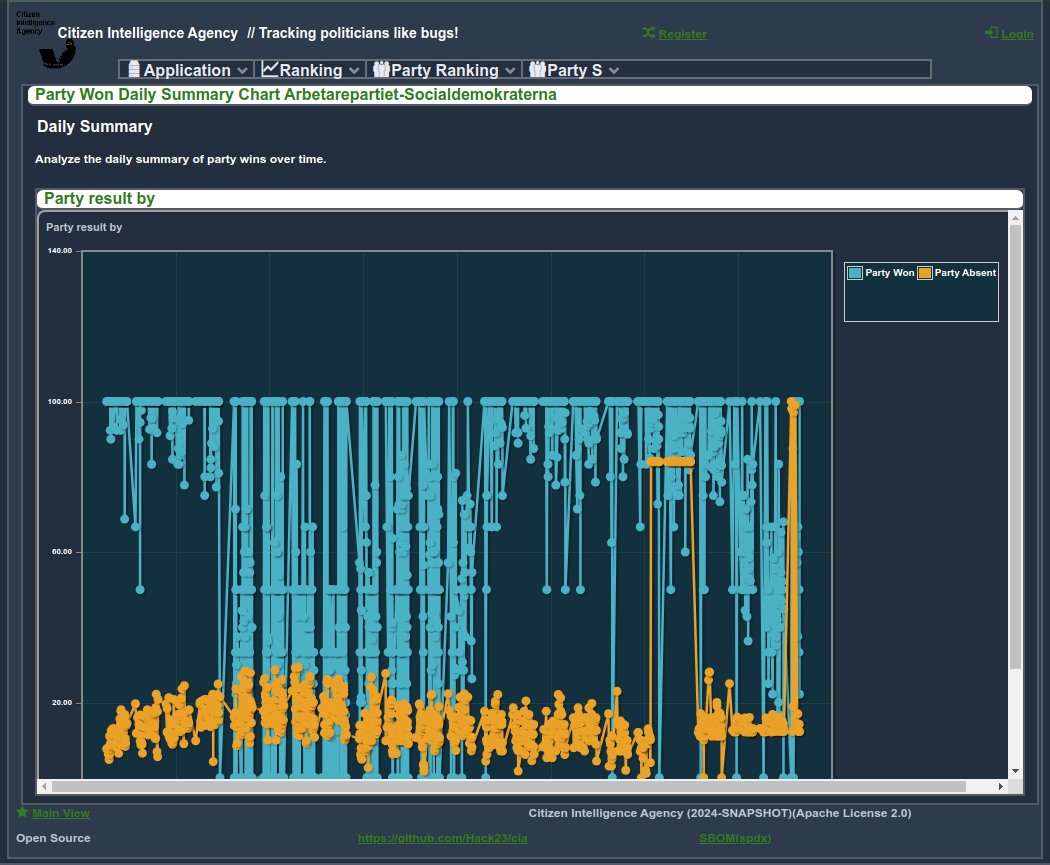 Citizen
Intelligence
Agency
Citizen Intelligence Agency // Tracking politicians like bugs!
Register
Login
Application
Ranking
Party Ranking
Party S
Party Won Daily Summary Chart Arbetarepartiet-Socialdemokraterna
Daily Summary
Analyze the daily summary of party wins over time.
Party result by
Party result by
140.00
Party Won
Party Absent
100.00
60.00
20.00
Main View
Citizen Intelligence Agency (2024-SNAPSHOT)(Apache License 2.0)
Open Source
https://github.com/Hack23/cia
SBOM(spdx)